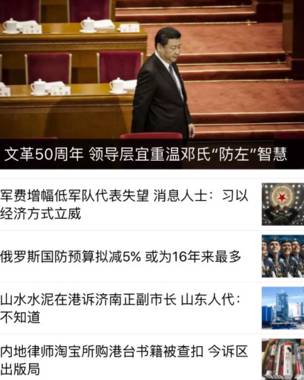 文革50周年 领导层宜重温邓氏“防左”智慧
军费增幅低军队代表失望 消息人士：习以
经济方式立威
俄罗斯国防预算拟减5% 或为16年来最多
山水水泥在港诉济南正副市长 山东人代：
不知道
内地律师淘宝所购港台书籍被查扣 今诉区
出版局